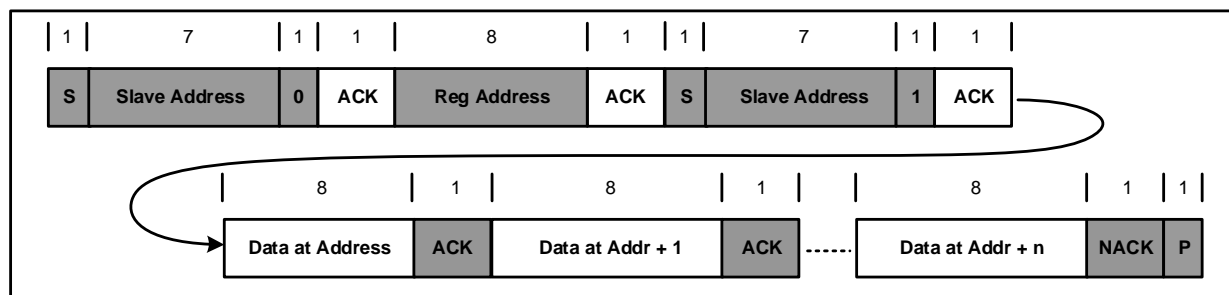 1 7 1 1 8 1 1 7 1 1
S Slave Address 0 ACK Reg Address ACK S Slave Address 1 ACK
8 1 8 1 8 1 1
Data at Address ACK Data at Addr + 1 ACK Data at Addr + n NACK P